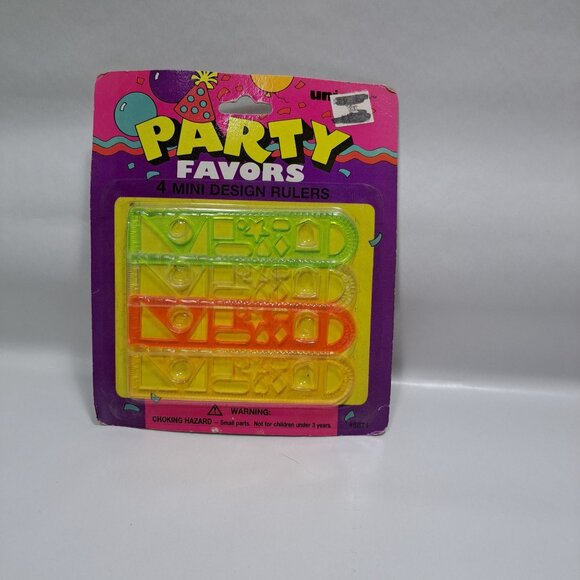 PARTY
FAVORS
4 MINI DESIGN RULERS
WARNING:
CHOKING HAZARD — Small parts. Not for children under 3 years.